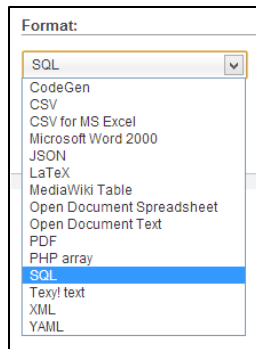 Format:
SQL
CodeGen
CSV
CSV for MS Excel
Microsoft Word 2000
JSON
LaTeX
MediaWiki Table
Open Document Spreadsheet
Open Document Text
PDF
PHP array
SQL
Texy! text
XML
YAML